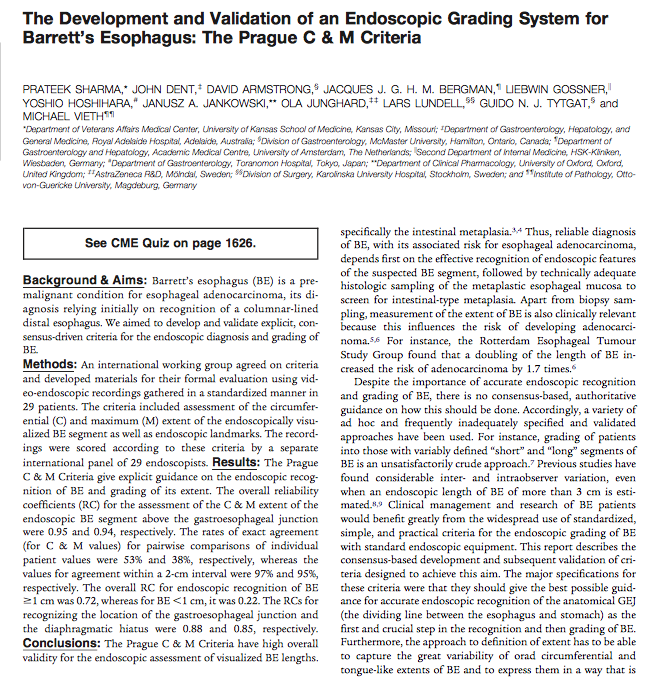 The Development and Validation of an Endoscopic Grading System for
Barrett's Esophagus: The Prague C & M Criteria
PRATEEK SHARMA,* JOHN DENT,‡ DAVID ARMSTRONG,§ JACQUES J. G. H. M. BERGMAN,¶ LIEBWIN GOSSNER,∥
YOSHIO HOSHIHARA,# JANUSZ A. JANKOWSKI,** OLA JUNGHARD,‡‡ LARS LUNDELL,§§ GUIDO N. J. TYTGAT,§ and
MICHAEL VIETH¶¶
*Department of Veterans Affairs Medical Center, University of Kansas School of Medicine, Kansas City, Missouri; ‡Department of Gastroenterology, Hepatology, and
General Medicine, Royal Adelaide Hospital, Adelaide, Australia; §Division of Gastroenterology, McMaster University, Hamilton, Ontario, Canada; ¶Department of
Gastroenterology and Hepatology, Academic Medical Centre, University of Amsterdam, The Netherlands; ∥Second Department of Internal Medicine, HSK-Kliniken,
Wiesbaden, Germany; #Department of Gastroenterology, Toranomon Hospital, Tokyo, Japan; **Department of Clinical Pharmacology, University of Oxford, Oxford,
United Kingdom; ‡‡AstraZeneca R&D, Mölndal, Sweden; §§Division of Surgery, Karolinska University Hospital, Stockholm, Sweden; and ¶¶Institute of Pathology, Otto-
von-Guericke University, Magdeburg, Germany
See CME Quiz on page 1626.
Background & Aims: Barrett's esophagus (BE) is a pre-
malignant condition for esophageal adenocarcinoma, its di-
agnosis relying initially on recognition of a columnar-lined
distal esophagus. We aimed to develop and validate explicit, con-
sensus-driven criteria for the endoscopic diagnosis and grading of
BE.
Methods: An international working group agreed on criteria
and developed materials for their formal evaluation using vid-
eo-endoscopic recordings gathered in a standardized manner in
29 patients. The criteria included assessment of the circumfer-
ential (C) and maximum (M) extent of the endoscopically visu-
alized BE segment as well as endoscopic landmarks. The record-
ings were scored according to these criteria by a separate
international panel of 29 endoscopists. Results: The Prague
C & M Criteria give explicit guidance on the endoscopic recog-
nition of BE and grading of its extent. The overall reliability
coefficients (RC) for the assessment of the C & M extent of the
endoscopic BE segment above the gastroesophageal junction
were 0.95 and 0.94, respectively. The rates of exact agreement
(for C & M values) for pairwise comparisons of individual
patient values were 53% and 38%, respectively, whereas the
values for agreement within a 2-cm interval were 97% and 95%,
respectively. The overall RC for endoscopic recognition of BE
≥1 cm was 0.72, whereas for BE <1 cm, it was 0.22. The RCs for
recognizing the location of the gastroesophageal junction and
the diaphragmatic hiatus were 0.88 and 0.85, respectively.
Conclusions: The Prague C & M Criteria have high overall
validity for the endoscopic assessment of visualized BE lengths.
specifically the intestinal metaplasia.3,4 Thus, reliable diagnosis
of BE, with its associated risk for esophageal adenocarcinoma,
depends first on the effective recognition of endoscopic features
of the suspected BE segment, followed by technically adequate
histologic sampling of the metaplastic esophageal mucosa to
screen for intestinal-type metaplasia. Apart from biopsy sam-
pling, measurement of the extent of BE is also clinically relevant
because this influences the risk of developing adenocarci-
noma.5,6 For instance, the Rotterdam Esophageal Tumour
Study Group found that a doubling of the length of BE in-
creased the risk of adenocarcinoma by 1.7 times.6
Despite the importance of accurate endoscopic recognition
and grading of BE, there is no consensus-based, authoritative
guidance on how this should be done. Accordingly, a variety of
ad hoc and frequently inadequately specified and validated
approaches have been used. For instance, grading of patients
into those with variably defined "short" and "long" segments of
BE is an unsatisfactorily crude approach.7 Previous studies have
found considerable inter- and intraobserver variation, even
when an endoscopic length of BE of more than 3 cm is esti-
mated.8,9 Clinical management and research of BE patients
would benefit greatly from the widespread use of standardized,
simple, and practical criteria for the endoscopic grading of BE
with standard endoscopic equipment. This report describes the
consensus-based development and subsequent validation of cri-
teria designed to achieve this aim. The major specifications for
these criteria were that they should give the best possible guid-
ance for accurate endoscopic recognition of the anatomical GEJ
(the dividing line between the esophagus and stomach) as the
first and crucial step in the recognition and then grading of BE.
Furthermore, the approach to definition of extent has to be able
to capture the great variability of orad circumferential and
tongue-like extents of BE and to express them in a way that is